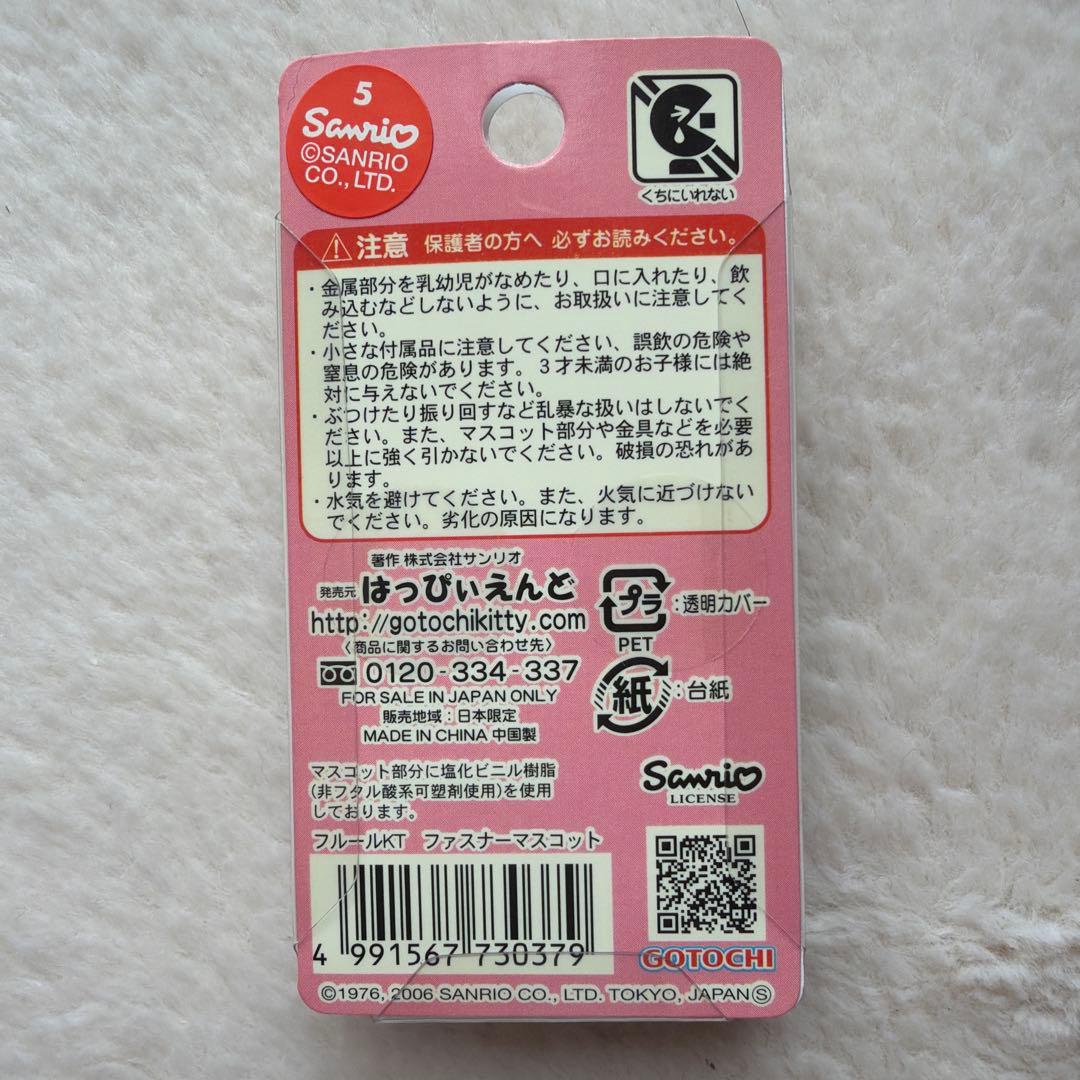 5
Sanrio
©SANRIO
CO., LTD.
くちにいれない
注意 保護者の方へ 必ずお読みください。
・金属部分を乳幼児がなめたり、口に入れたり、飲
み込むなどしないように、お取扱いに注意してく
ださい。
・小さな付属品に注意してください、誤飲の危険や
窒息の危険があります。3才未満のお子様には絶
対に与えないでください。
・ぶつけたり振り回すなど乱暴な扱いはしないでく
ださい。また、マスコット部分や金具などを必要
以上に強く引かないでください。破損の恐れがあ
ります。
・水気を避けてください。また、火気に近づけない
でください。劣化の原因になります。
著作 株式会社サンリオ
発売元 はっぴぃえんど
http://gotochikitty.com
〈商品に関するお問い合わせ先〉
0120-334-337
FOR SALE IN JAPAN ONLY
販売地域：日本限定
MADE IN CHINA 中国製
プラ：透明カバー
PET
紙：台紙
マスコット部分に塩化ビニル樹脂
(非フタル酸系可塑剤使用)を使用
しております。
Sanrio
LICENSE
フルールKT ファスナーマスコット
4 991567 730379
GOTOCHI
©1976, 2006 SANRIO CO., LTD. TOKYO, JAPAN Ⓢ